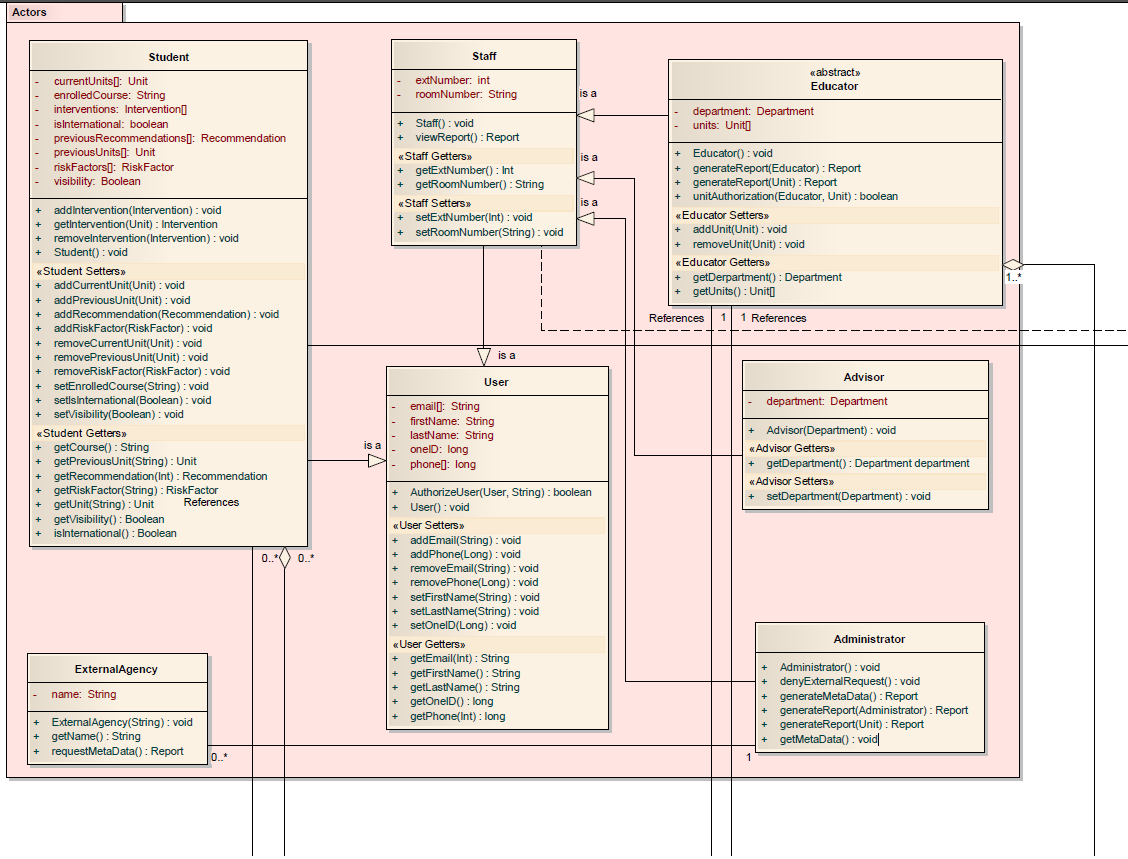 Actors
Student
- currentUnits[]: Unit
- enrolledCourse: String
- interventions: Intervention[]
- isInternational: boolean
- previousRecommendations[]: Recommendation
- previousUnits[]: Unit
- riskFactors[]: RiskFactor
- visibility: Boolean
+ addIntervention(Intervention) : void
+ getIntervention(Unit) : Intervention
+ removeIntervention(Intervention) : void
+ Student() : void
«Student Setters»
+ addCurrentUnit(Unit) : void
+ addPreviousUnit(Unit) : void
+ addRecommendation(Recommendation) : void
+ addRiskFactor(RiskFactor) : void
+ removeCurrentUnit(Unit) : void
+ removePreviousUnit(Unit) : void
+ removeRiskFactor(RiskFactor) : void
+ setEnrolledCourse(String) : void
+ setIsInternational(Boolean) : void
+ setVisibility(Boolean) : void
«Student Getters»
+ getCourse() : String
+ getPreviousUnit(String) : Unit
+ getRecommendation(Int) : Recommendation
+ getRiskFactor(String) : RiskFactor
+ getUnit(String) : Unit
+ getVisibility() : Boolean
+ isInternational() : Boolean
References
0..*
0..*
Staff
- extNumber: int
- roomNumber: String
+ Staff() : void
+ viewReport() : Report
«Staff Getters»
+ getExtNumber() : Int
+ getRoomNumber() : String
«Staff Setters»
+ setExtNumber(Int) : void
+ setRoomNumber(String) : void
is a
is a
is a
«abstract»
Educator
- department: Department
- units: Unit[]
+ Educator() : void
+ generateReport(Educator) : Report
+ generateReport(Unit) : Report
+ unitAuthorization(Educator, Unit) : boolean
«Educator Setters»
+ addUnit(Unit) : void
+ removeUnit(Unit) : void
«Educator Getters»
+ getDerpartment() : Department
+ getUnits() : Unit[]
1..*
References 1
1 References
is a
is a
User
- email[]: String
- firstName: String
- lastName: String
- oneID: long
- phone[]: long
+ AuthorizeUser(User, String) : boolean
+ User() : void
«User Setters»
+ addEmail(String) : void
+ addPhone(Long) : void
+ removeEmail(String) : void
+ removePhone(Long) : void
+ setFirstName(String) : void
+ setLastName(String) : void
+ setOneID(Long) : void
«User Getters»
+ getEmail(Int) : String
+ getFirstName() : String
+ getLastName() : String
+ getOneID() : long
+ getPhone(Int) : long
Advisor
- department: Department
+ Advisor(Department) : void
«Advisor Getters»
+ getDepartment() : Department department
«Advisor Setters»
+ setDepartment(Department) : void
ExternalAgency
- name: String
+ ExternalAgency(String) : void
+ getName() : String
+ requestMetaData() : Report
0..*
Administrator
+ Administrator() : void
+ denyExternalRequest() : void
+ generateMetaData() : Report
+ generateReport(Administrator) : Report
+ generateReport(Unit) : Report
+ getMetaData() : void
1